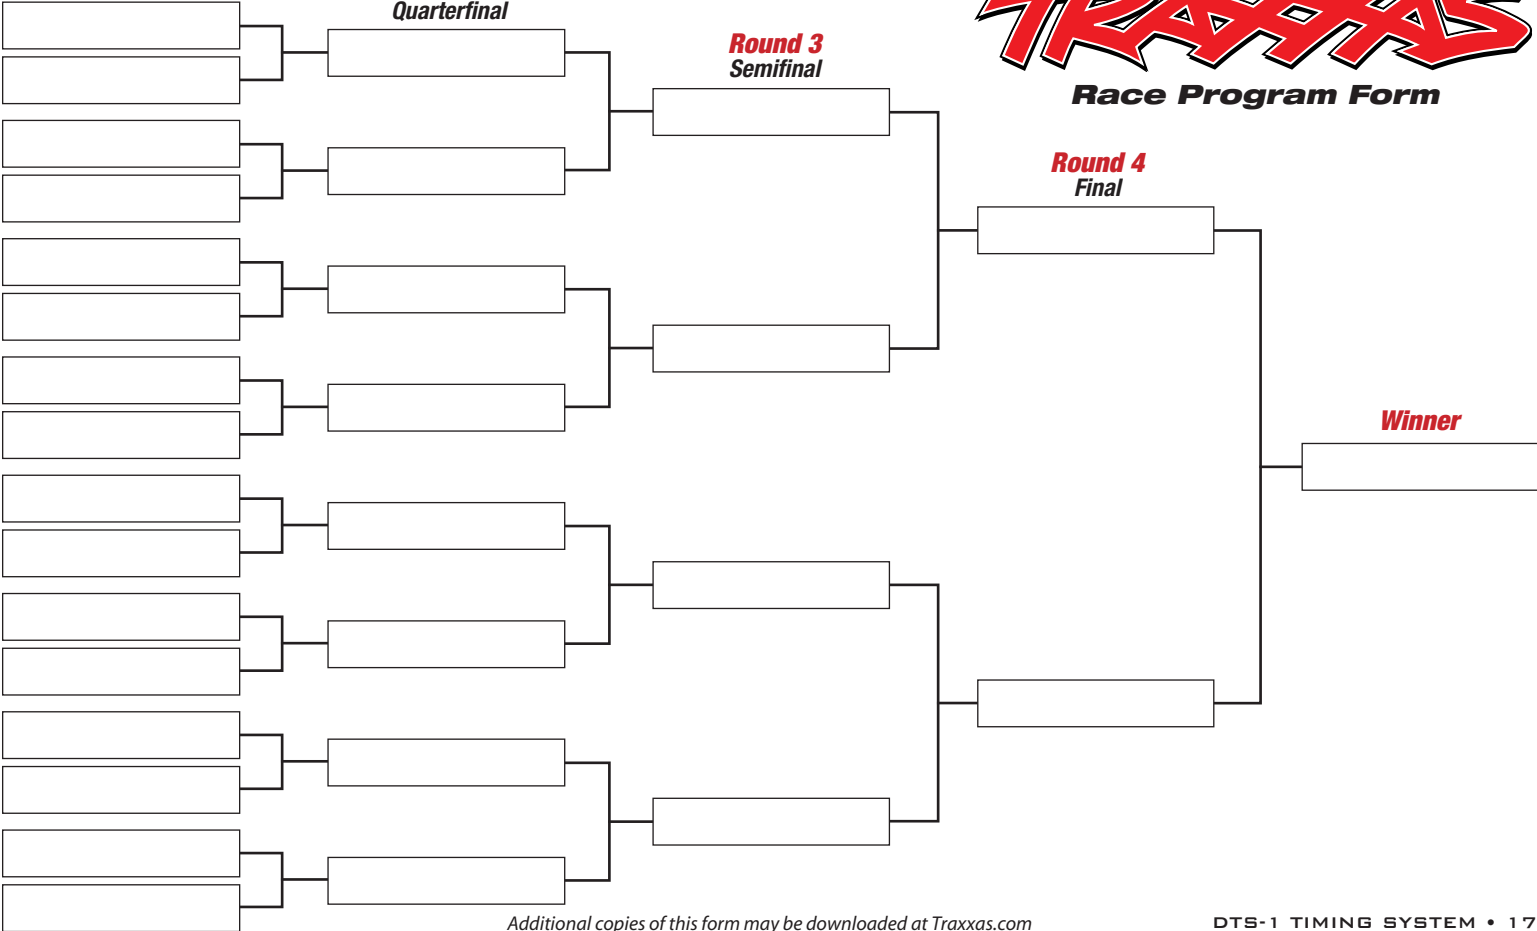 Quarterfinal
Round 3
Semifinal
TRAXXAS
Race Program Form
Round 4
Final
Winner
Additional copies of this form may be downloaded at Traxxas.com
DTS-1 TIMING SYSTEM • 17